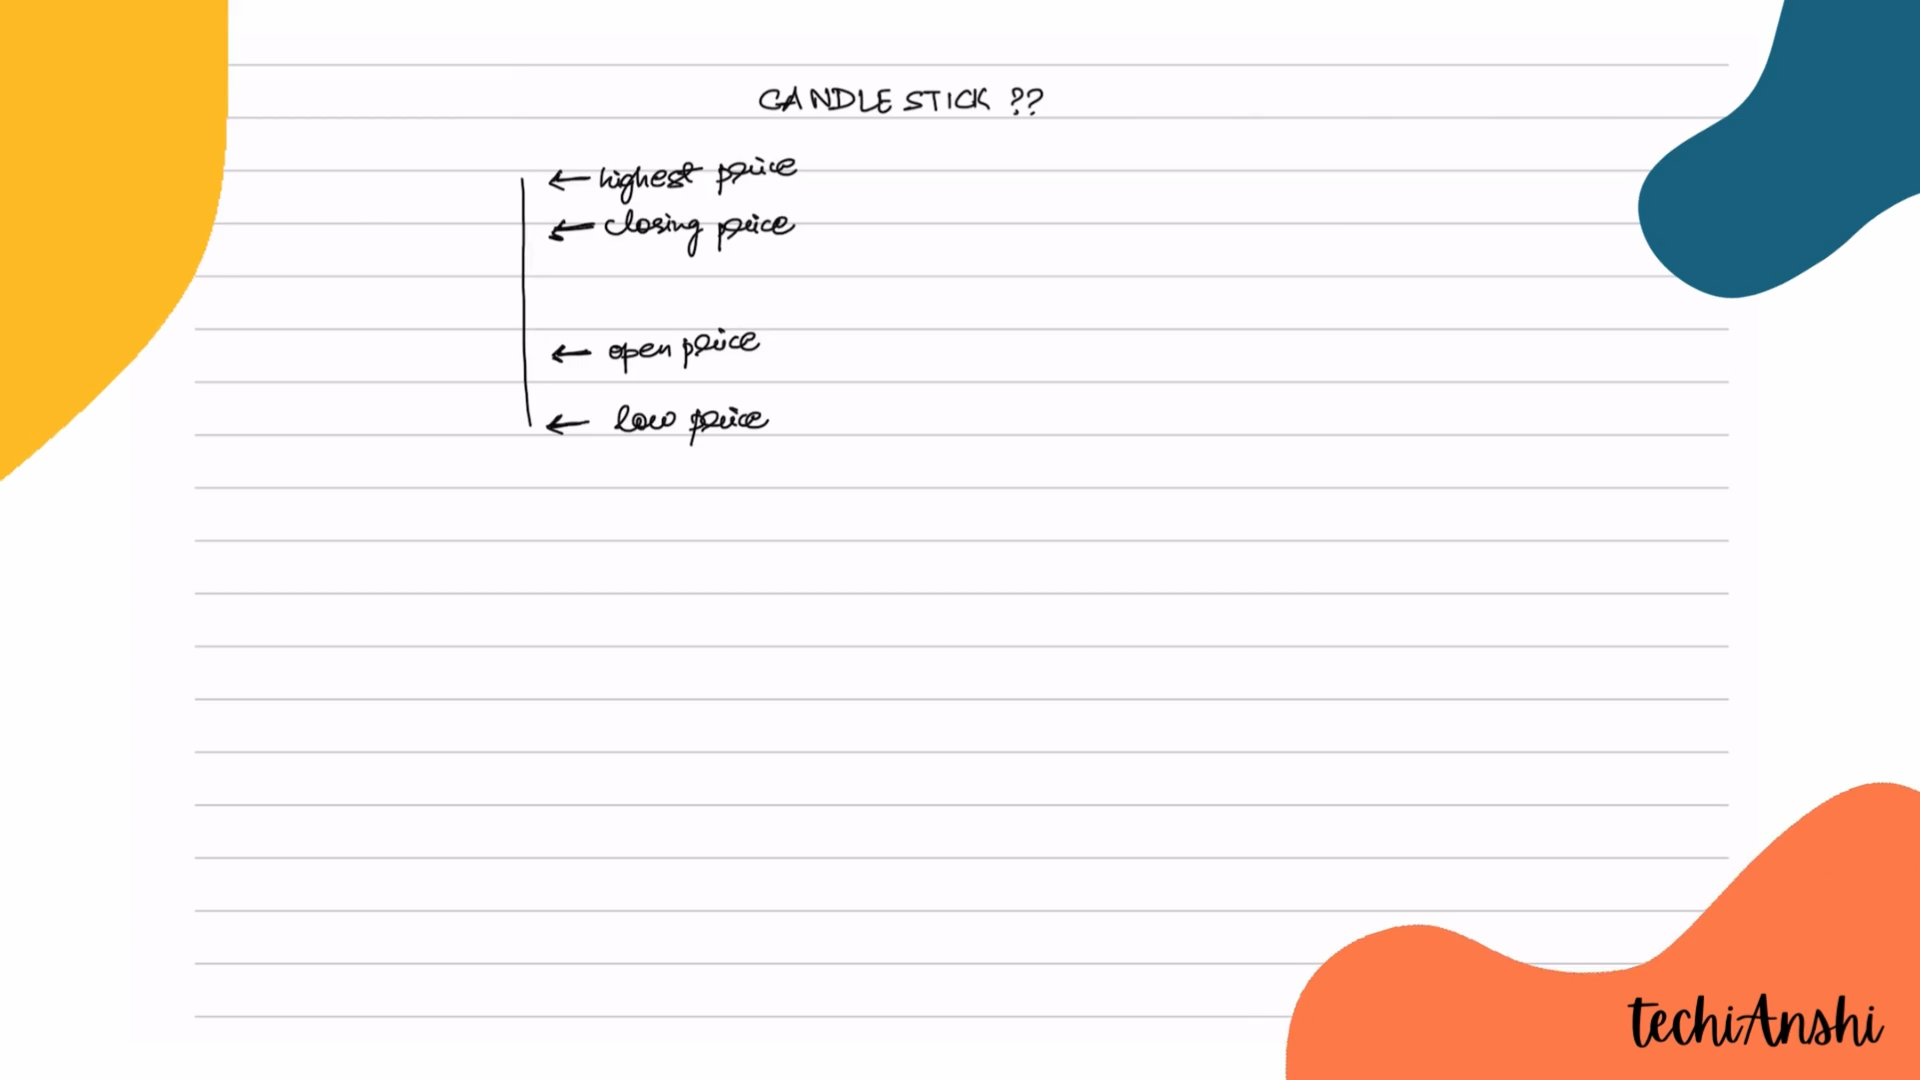 CANDLE STICK ??
← highest price
← closing price
← open price
← low price
techiAnshi